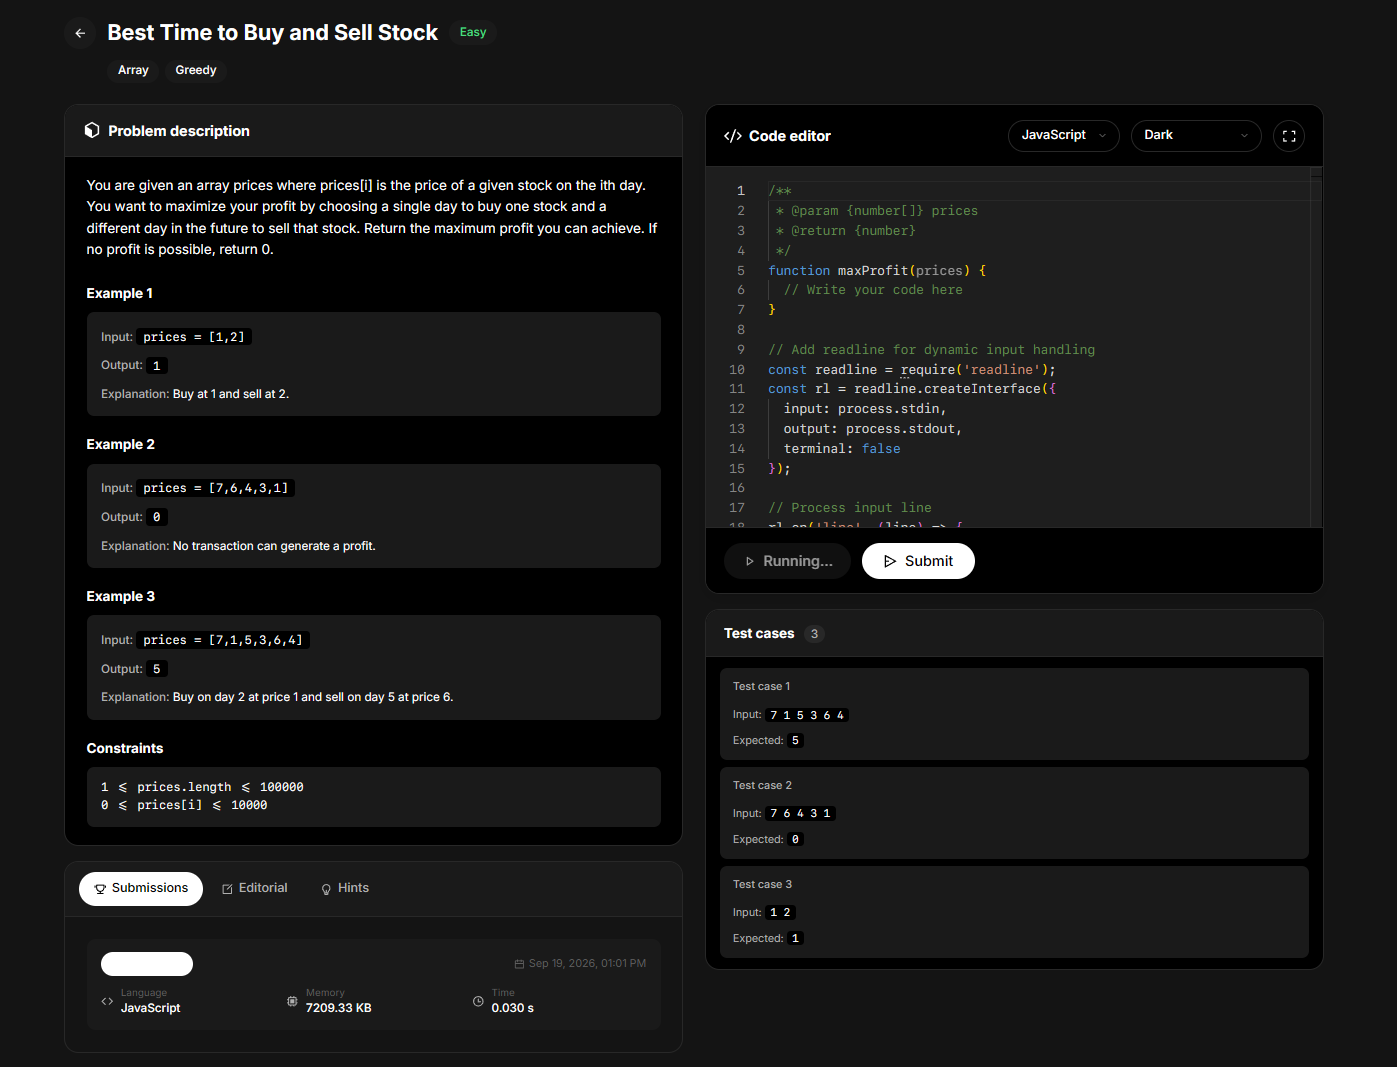 Best Time to Buy and Sell Stock Easy
Array Greedy
Problem description
You are given an array prices where prices[i] is the price of a given stock on the ith day.
You want to maximize your profit by choosing a single day to buy one stock and a
different day in the future to sell that stock. Return the maximum profit you can achieve. If
no profit is possible, return 0.
Example 1
Input: prices = [1,2]
Output: 1
Explanation: Buy at 1 and sell at 2.
Example 2
Input: prices = [7,6,4,3,1]
Output: 0
Explanation: No transaction can generate a profit.
Example 3
Input: prices = [7,1,5,3,6,4]
Output: 5
Explanation: Buy on day 2 at price 1 and sell on day 5 at price 6.
Constraints
1 ≤ prices.length ≤ 100000
0 ≤ prices[i] ≤ 10000
Submissions Editorial Hints
Sep 19, 2026, 01:01 PM
Language Memory Time
JavaScript 7209.33 KB 0.030 s
Code editor JavaScript Dark
1 /**
2 * @param {number[]} prices
3 * @return {number}
4 */
5 function maxProfit(prices) {
6 // Write your code here
7 }
8
9 // Add readline for dynamic input handling
10 const readline = require('readline');
11 const rl = readline.createInterface({
12 input: process.stdin,
13 output: process.stdout,
14 terminal: false
15 });
16
17 // Process input line
18 rl.on('line', (line) => {
Running... Submit
Test cases 3
Test case 1
Input: 7 1 5 3 6 4
Expected: 5
Test case 2
Input: 7 6 4 3 1
Expected: 0
Test case 3
Input: 1 2
Expected: 1